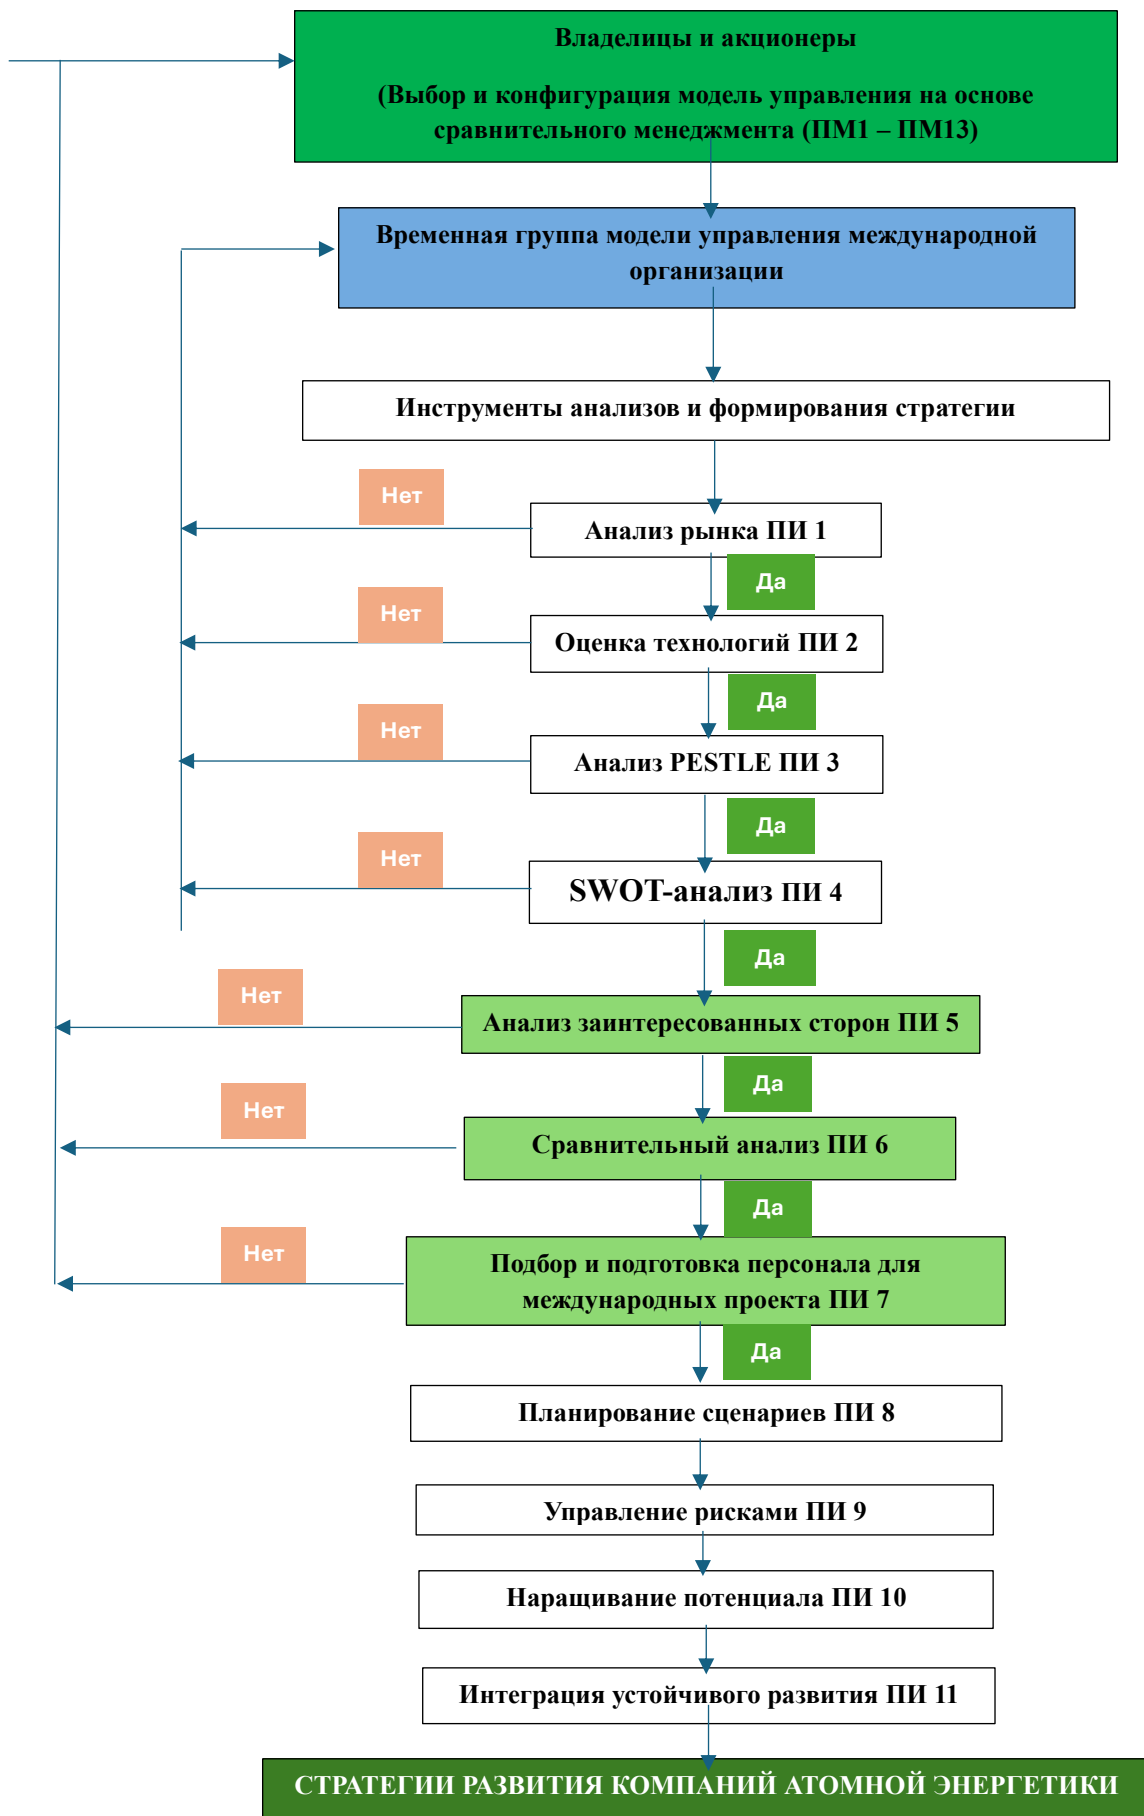 Владелицы и акционеры
(Выбор и конфигурация модель управления на основе
сравнительного менеджмента (ПМ1 – ПМ13)
Временная группа модели управления международной
организации
Инструменты анализов и формирования стратегии
Нет
Анализ рынка ПИ 1
Да
Нет
Оценка технологий ПИ 2
Да
Нет
Анализ PESTLE ПИ 3
Да
Нет
SWOT-анализ ПИ 4
Да
Нет
Анализ заинтересованных сторон ПИ 5
Да
Нет
Сравнительный анализ ПИ 6
Да
Нет
Подбор и подготовка персонала для
международных проекта ПИ 7
Да
Планирование сценариев ПИ 8
Управление рисками ПИ 9
Наращивание потенциала ПИ 10
Интеграция устойчивого развития ПИ 11
СТРАТЕГИИ РАЗВИТИЯ КОМПАНИЙ АТОМНОЙ ЭНЕРГЕТИКИ